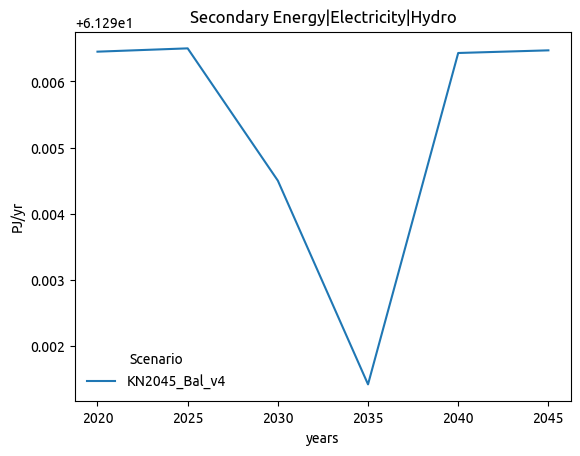 Secondary Energy|Electricity|Hydro
+6.129e1
0.006
0.005
0.004
0.003
0.002
PJ/yr
Scenario
KN2045_Bal_v4
2020 2025 2030 2035 2040 2045
years